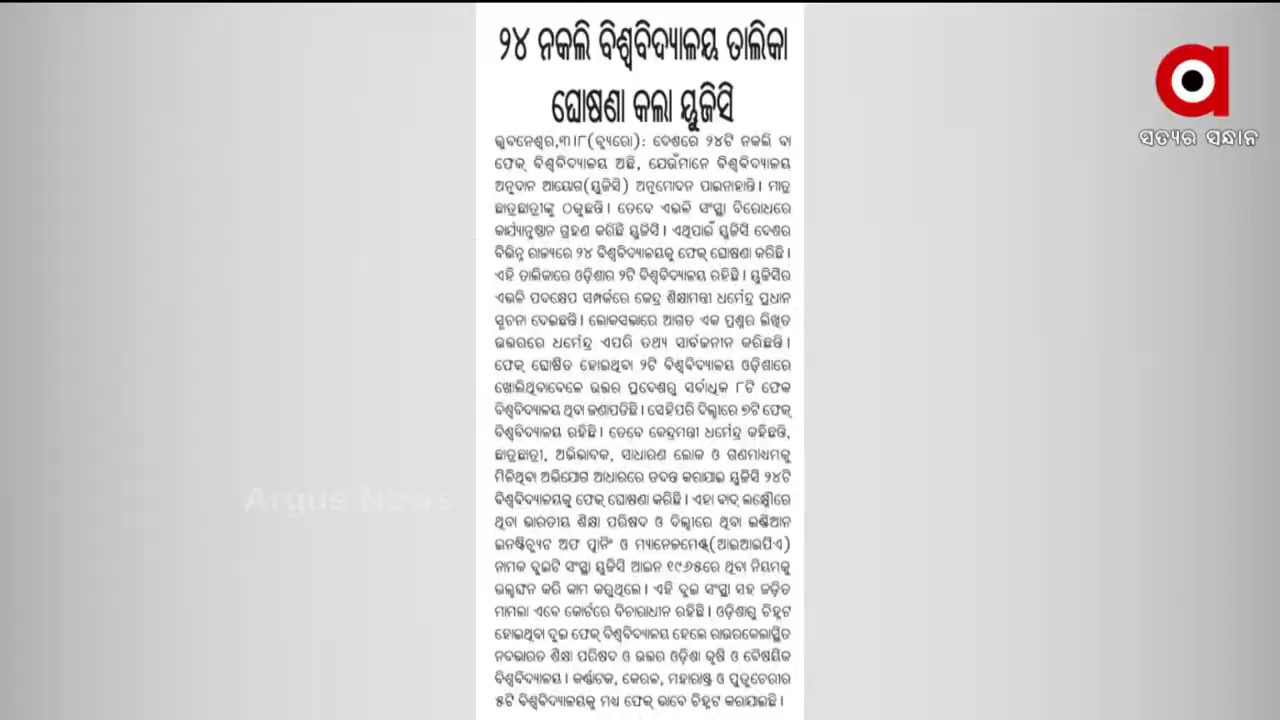 ୨୪ ନକଲି ବିଶ୍ୱବିଦ୍ୟାଳୟ ତାଲିକା
ଘୋଷଣା କଲା ୟୁଜିସି
ସତ୍ୟର ସନ୍ଧାନ
ଭୁବନେଶ୍ୱର,୩।୮(ବ୍ୟୁରୋ): ଦେଶରେ ୨୪ଟି ନକଲି ବା
ଫେକ୍ ବିଶ୍ୱବିଦ୍ୟାଳୟ ଅଛି, ଯେଉଁମାନେ ବିଶ୍ୱବିଦ୍ୟାଳୟ
ଅନୁଦାନ ଆୟୋଗ(ୟୁଜିସି) ଅନୁମୋଦନ ପାଇନାହାନ୍ତି। ମାତ୍ର
ଛାତ୍ରଛାତ୍ରୀଙ୍କୁ ଠକୁଛନ୍ତି। ତେବେ ଏଭଳି ସଂସ୍ଥା ବିରୋଧରେ
କାର୍ଯ୍ୟାନୁଷ୍ଠାନ ଗ୍ରହଣ କରିଛି ୟୁଜିସି। ଏଥିପାଇଁ ୟୁଜିସି ଦେଶର
ବିଭିନ୍ନ ରାଜ୍ୟରେ ୨୪ ବିଶ୍ୱବିଦ୍ୟାଳୟକୁ ଫେକ୍ ଘୋଷଣା କରିଛି।
ଏହି ତାଲିକାରେ ଓଡ଼ିଶାର ୨ଟି ବିଶ୍ୱବିଦ୍ୟାଳୟ ରହିଛି। ୟୁଜିସିର
ଏଭଳି ପଦକ୍ଷେପ ସମ୍ପର୍କରେ କେନ୍ଦ୍ର ଶିକ୍ଷାମନ୍ତ୍ରୀ ଧର୍ମେନ୍ଦ୍ର ପ୍ରଧାନ
ସୂଚନା ଦେଇଛନ୍ତି। ଲୋକସଭାରେ ଆଗତ ଏକ ପ୍ରଶ୍ନର ଲିଖିତ
ଉତ୍ତରରେ ଧର୍ମେନ୍ଦ୍ର ଏପରି ତଥ୍ୟ ସାର୍ବଜନୀନ କରିଛନ୍ତି।
ଫେକ୍ ଘୋଷିତ ହୋଇଥିବା ୨ଟି ବିଶ୍ୱବିଦ୍ୟାଳୟ ଓଡ଼ିଶାରେ
ଖୋଲିଥିବାବେଳେ ଉତ୍ତର ପ୍ରଦେଶରୁ ସର୍ବାଧିକ ୮ଟି ଫେକ
ବିଶ୍ୱବିଦ୍ୟାଳୟ ଥିବା ଜଣାପଡିଛି। ସେହିପରି ଦିଲ୍ଲୀରେ ୭ଟି ଫେକ୍
ବିଶ୍ୱବିଦ୍ୟାଳୟ ରହିଛି। ତେବେ କେନ୍ଦ୍ରମନ୍ତ୍ରୀ ଧର୍ମେନ୍ଦ୍ର କହିଛନ୍ତି,
ଛାତ୍ରଛାତ୍ରୀ, ଅଭିଭାବକ, ସାଧାରଣ ଲୋକ ଓ ଗଣମାଧ୍ୟମକୁ
ମିଳିଥିବା ଅଭିଯୋଗ ଆଧାରରେ ତଦନ୍ତ କରାଯାଇ ୟୁଜିସି ୨୪ଟି
ବିଶ୍ୱବିଦ୍ୟାଳୟକୁ ଫେକ୍ ଘୋଷଣା କରିଛି। ଏହା ବାଦ୍ ଲକ୍ଷ୍ନୌରେ
Argus News
ଥିବା ଭାରତୀୟ ଶିକ୍ଷା ପରିଷଦ ଓ ଦିଲ୍ଲୀରେ ଥିବା ଇଣ୍ଡିଆନ
ଇନଷ୍ଟିଚ୍ୟୁଟ ଅଫ ପ୍ଲାନିଂ ଓ ମ୍ୟାନେଜମେଣ୍ଟ(ଆଇଆଇପିଏ)
ନାମକ ଦୁଇଟି ସଂସ୍ଥା ୟୁଜିସି ଆଇନ ୧୯୬୫ରେ ଥିବା ନିୟମକୁ
ଉଲ୍ଲଙ୍ଘନ କରି କାମ କରୁଥିଲେ। ଏହି ଦୁଇ ସଂସ୍ଥା ସହ ଜଡ଼ିତ
ମାମଲା ଏବେ କୋର୍ଟରେ ବିଚାରାଧୀନ ରହିଛି। ଓଡ଼ିଶାରୁ ଚିହ୍ନଟ
ହୋଇଥିବା ଦୁଇ ଫେକ୍ ବିଶ୍ୱବିଦ୍ୟାଳୟ ହେଲେ ରାଉରକେଲାସ୍ଥିତ
ନବଭାରତ ଶିକ୍ଷା ପରିଷଦ ଓ ଉତ୍ତର ଓଡ଼ିଶା କୃଷି ଓ ବୈଷୟିକ
ବିଶ୍ୱବିଦ୍ୟାଳୟ। କର୍ଣ୍ଣାଟକ, କେରଳ, ମହାରାଷ୍ଟ୍ର ଓ ପୁଡୁଚେରୀର
୫ଟି ବିଶ୍ୱବିଦ୍ୟାଳୟକୁ ମଧ୍ୟ ଫେକ୍ ଭାବେ ଚିହ୍ନଟ କରାଯାଇଛି।